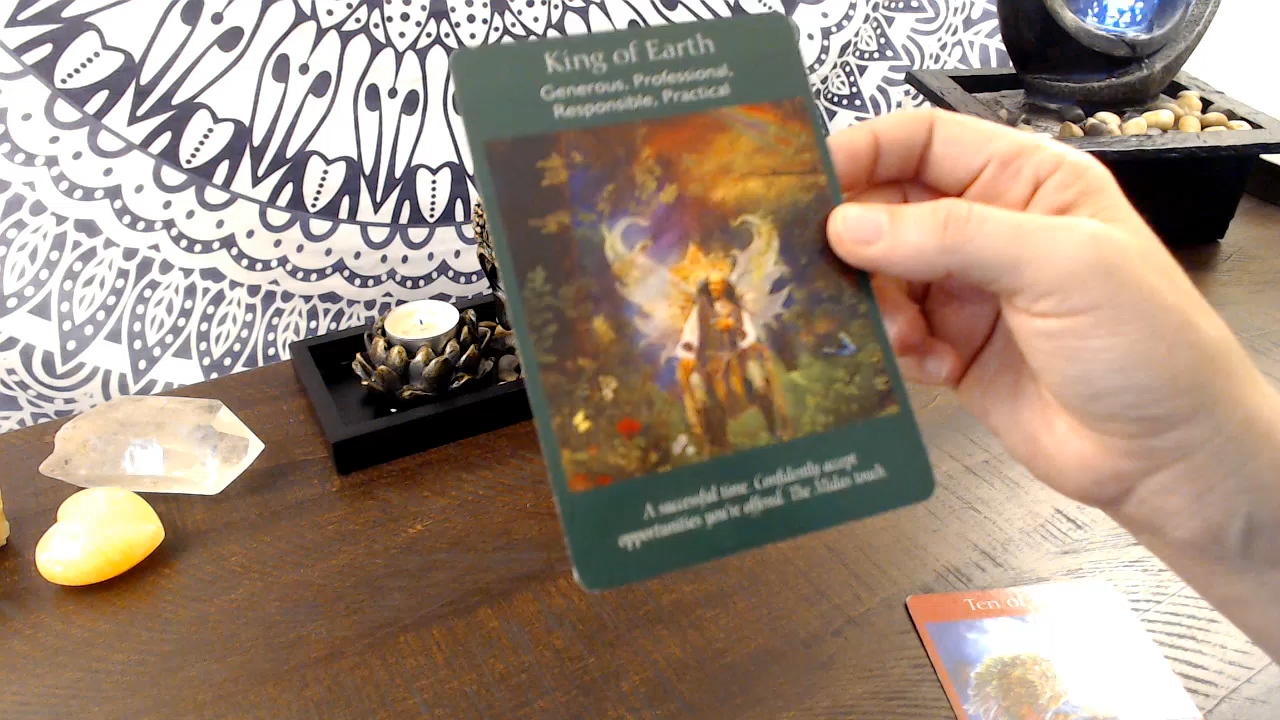 King of Earth
Generous, Professional,
Responsible, Practical
A successful time. Confidently accept
opportunities you're offered. The Midas touch
Ten of